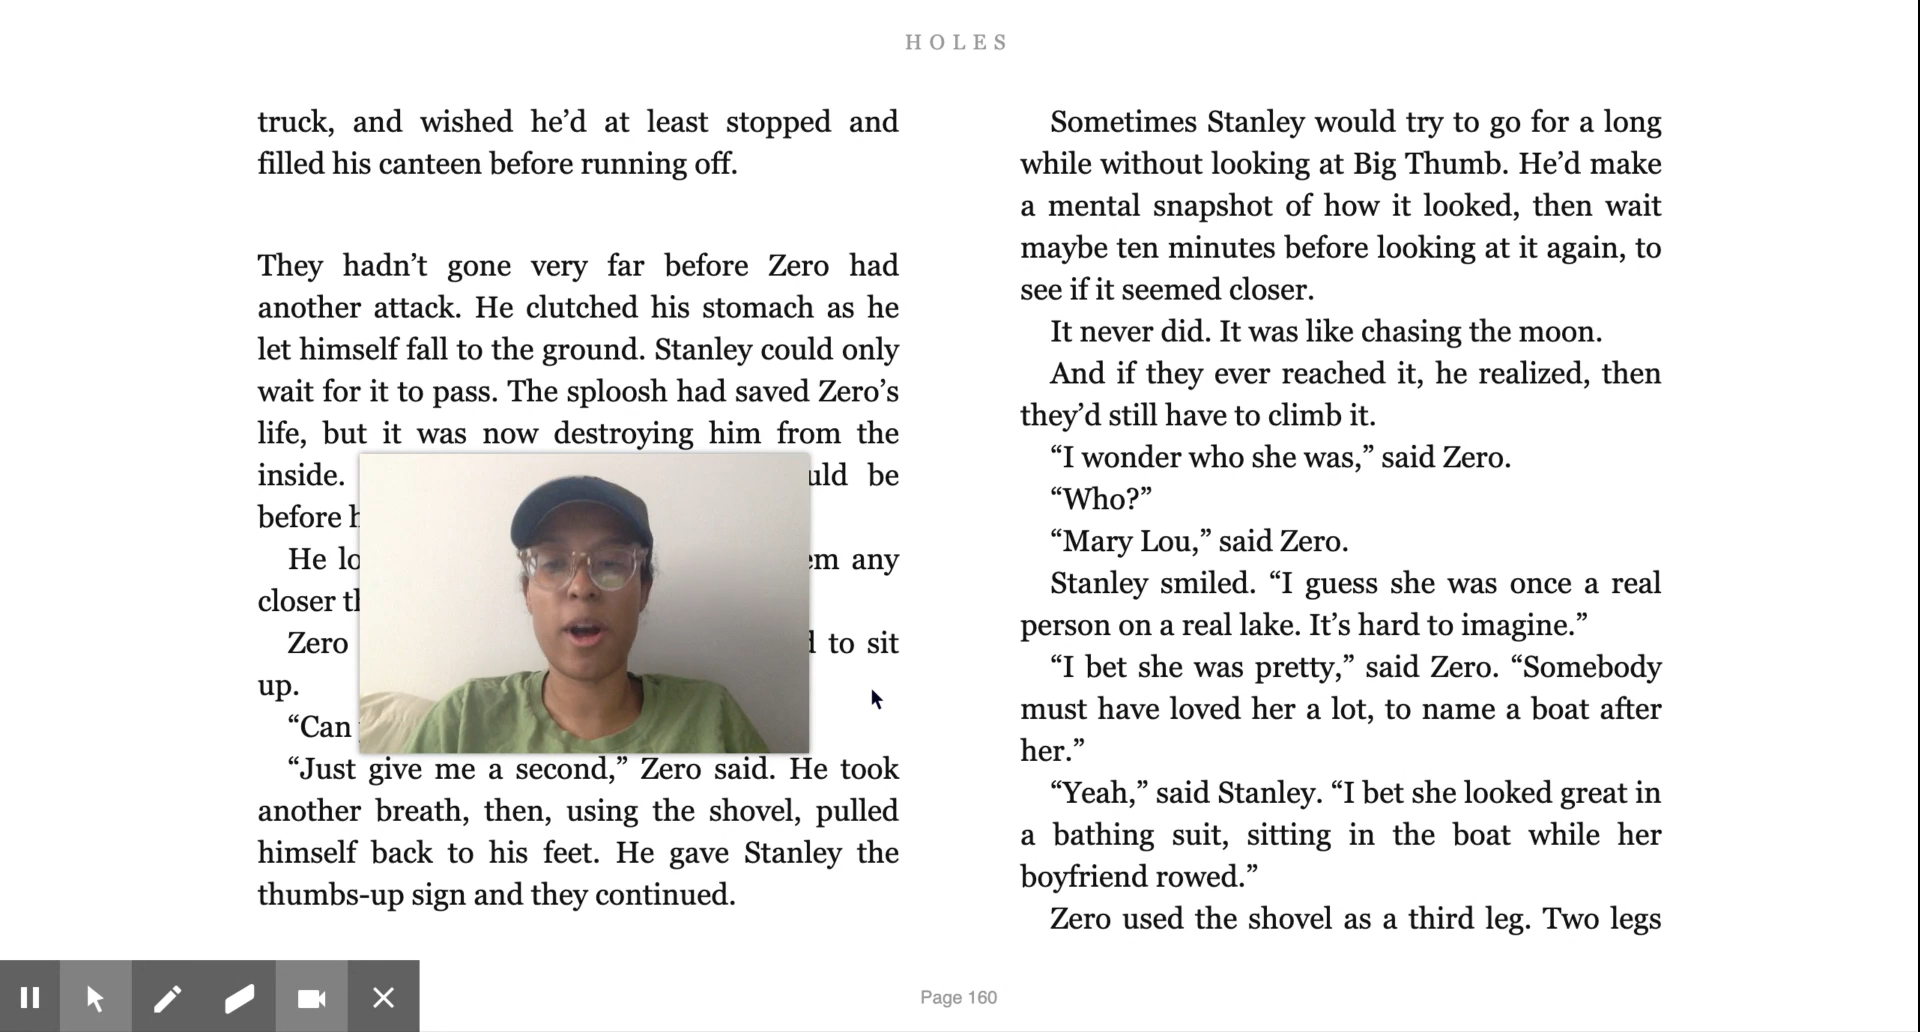 HOLES
truck, and wished he’d at least stopped and
filled his canteen before running off.
They hadn’t gone very far before Zero had
another attack. He clutched his stomach as he
let himself fall to the ground. Stanley could only
wait for it to pass. The sploosh had saved Zero’s
life, but it was now destroying him from the
inside. be
before
He any
closer
Zero to sit
up.
“Can
“Just give me a second,” Zero said. He took
another breath, then, using the shovel, pulled
himself back to his feet. He gave Stanley the
thumbs-up sign and they continued.
Sometimes Stanley would try to go for a long
while without looking at Big Thumb. He’d make
a mental snapshot of how it looked, then wait
maybe ten minutes before looking at it again, to
see if it seemed closer.
It never did. It was like chasing the moon.
And if they ever reached it, he realized, then
they’d still have to climb it.
“I wonder who she was,” said Zero.
“Who?”
“Mary Lou,” said Zero.
Stanley smiled. “I guess she was once a real
person on a real lake. It’s hard to imagine.”
“I bet she was pretty,” said Zero. “Somebody
must have loved her a lot, to name a boat after
her.”
“Yeah,” said Stanley. “I bet she looked great in
a bathing suit, sitting in the boat while her
boyfriend rowed.”
Zero used the shovel as a third leg. Two legs
Page 160